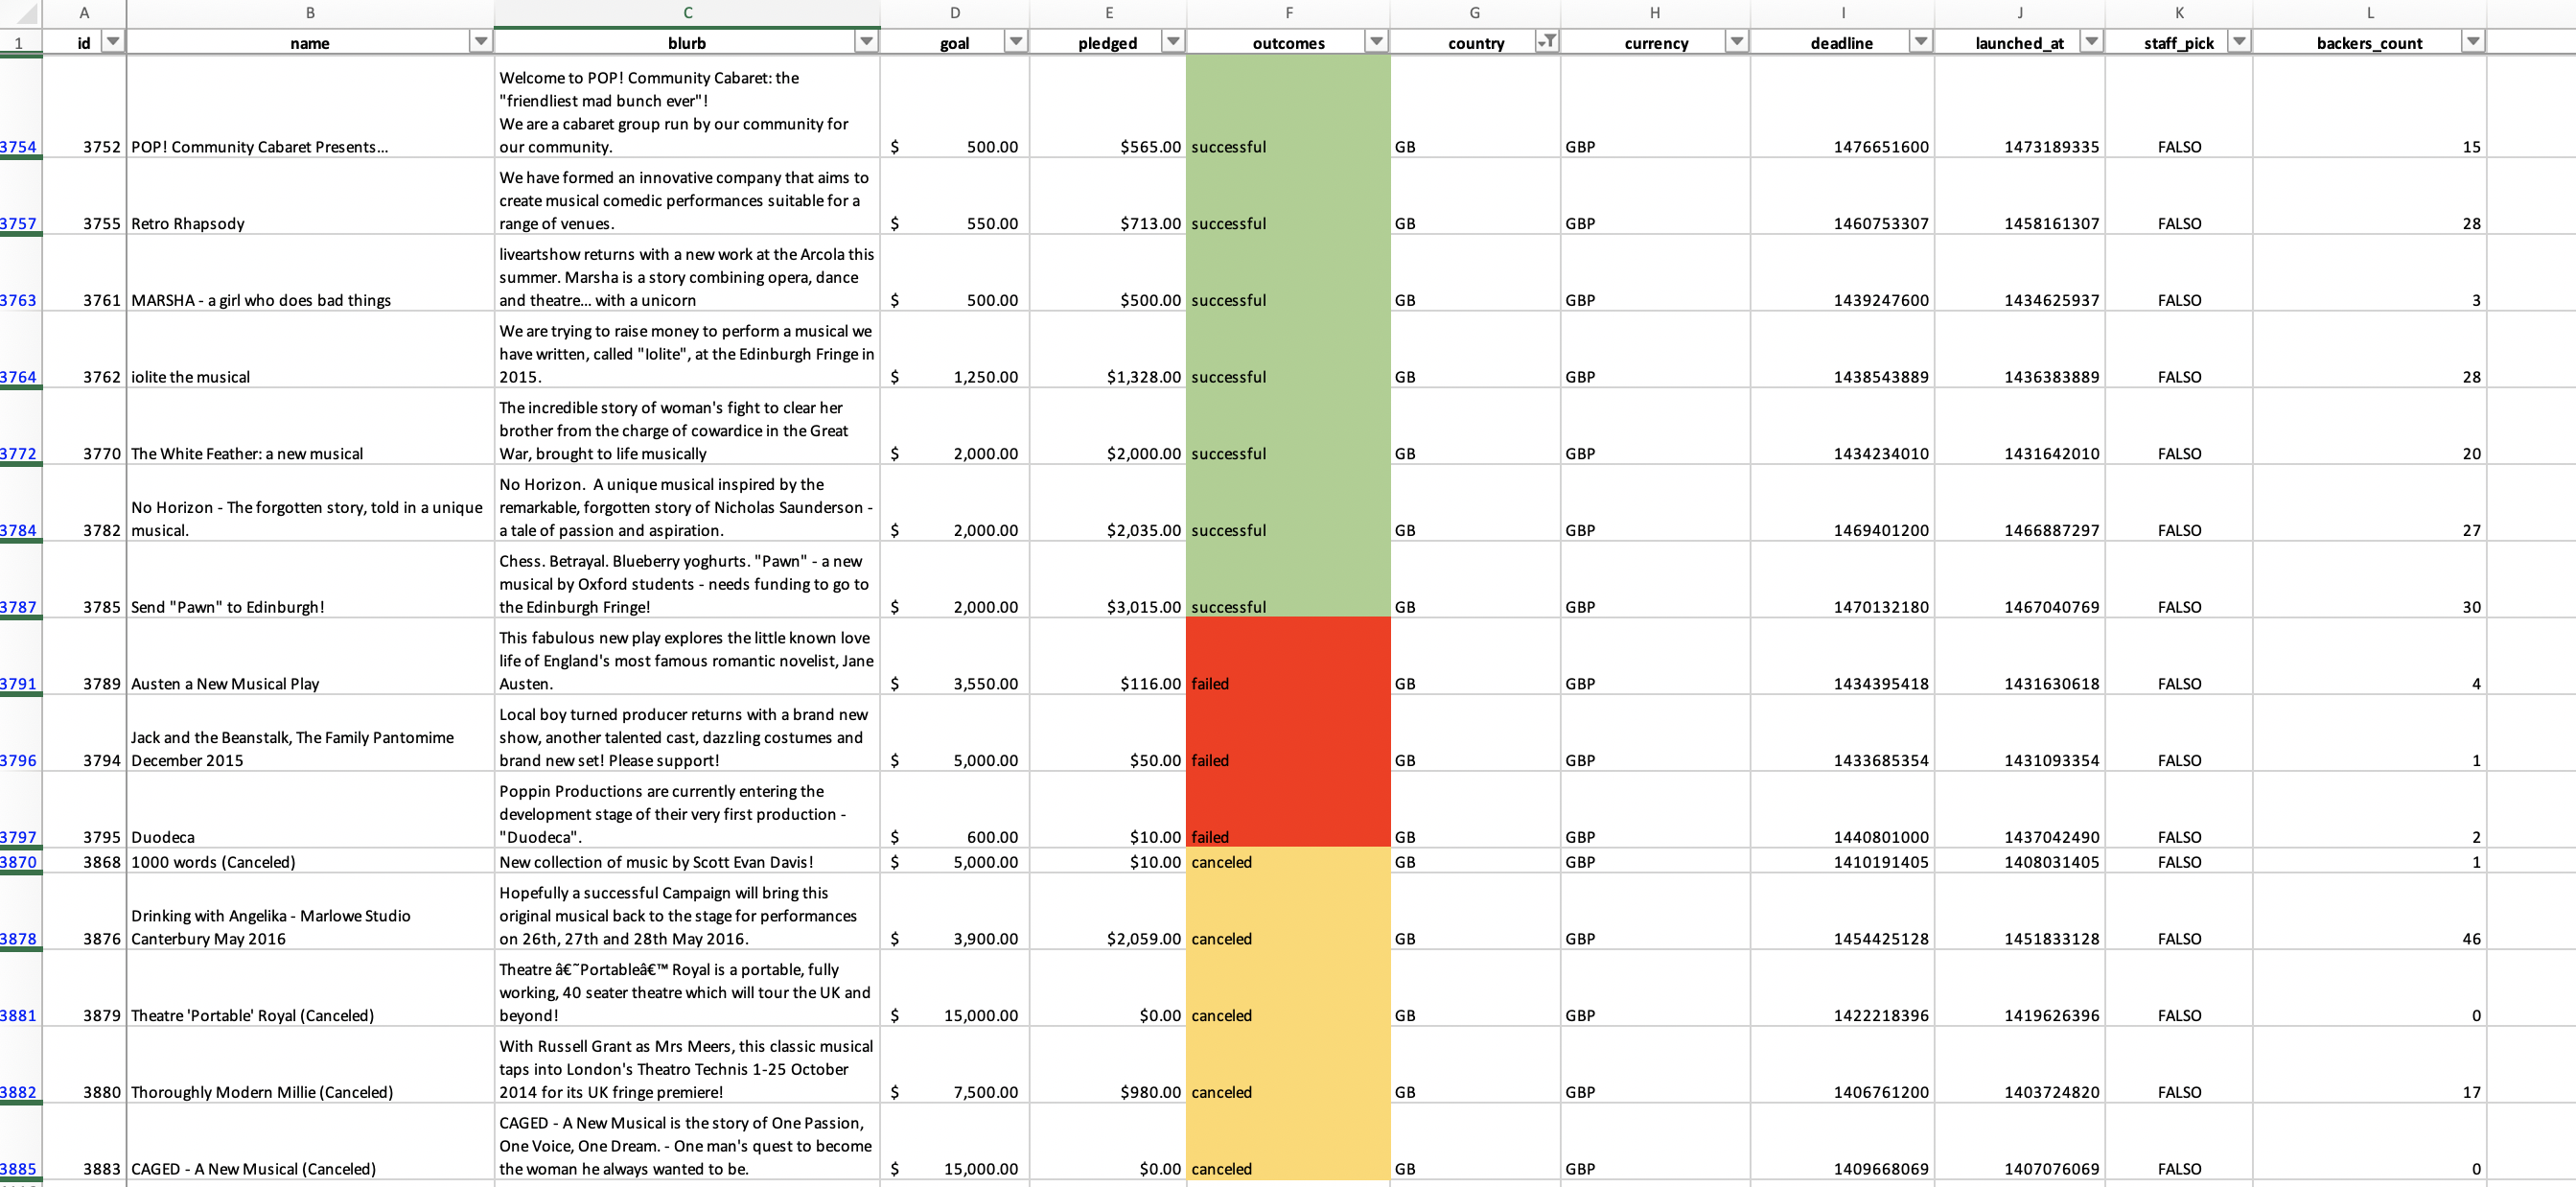 A B C D E F G H I J K L
1 id name blurb goal pledged outcomes country currency deadline launched_at staff_pick backers_count
Welcome to POP! Community Cabaret: the
"friendliest mad bunch ever"!
We are a cabaret group run by our community for
3754 3752 POP! Community Cabaret Presents... our community. $ 500.00 $565.00 successful GB GBP 1476651600 1473189335 FALSO 15
We have formed an innovative company that aims to
create musical comedic performances suitable for a
3757 3755 Retro Rhapsody range of venues. $ 550.00 $713.00 successful GB GBP 1460753307 1458161307 FALSO 28
liveartshow returns with a new work at the Arcola this
summer. Marsha is a story combining opera, dance
3763 3761 MARSHA - a girl who does bad things and theatre... with a unicorn $ 500.00 $500.00 successful GB GBP 1439247600 1434625937 FALSO 3
We are trying to raise money to perform a musical we
have written, called "Iolite", at the Edinburgh Fringe in
3764 3762 iolite the musical 2015. $ 1,250.00 $1,328.00 successful GB GBP 1438543889 1436383889 FALSO 28
The incredible story of woman's fight to clear her
brother from the charge of cowardice in the Great
3772 3770 The White Feather: a new musical War, brought to life musically $ 2,000.00 $2,000.00 successful GB GBP 1434234010 1431642010 FALSO 20
No Horizon.  A unique musical inspired by the
No Horizon - The forgotten story, told in a unique remarkable, forgotten story of Nicholas Saunderson -
3784 3782 musical. a tale of passion and aspiration. $ 2,000.00 $2,035.00 successful GB GBP 1469401200 1466887297 FALSO 27
Chess. Betrayal. Blueberry yoghurts. "Pawn" - a new
musical by Oxford students - needs funding to go to
3787 3785 Send "Pawn" to Edinburgh! the Edinburgh Fringe! $ 2,000.00 $3,015.00 successful GB GBP 1470132180 1467040769 FALSO 30
This fabulous new play explores the little known love
life of England's most famous romantic novelist, Jane
3791 3789 Austen a New Musical Play Austen. $ 3,550.00 $116.00 failed GB GBP 1434395418 1431630618 FALSO 4
Local boy turned producer returns with a brand new
Jack and the Beanstalk, The Family Pantomime show, another talented cast, dazzling costumes and
3796 3794 December 2015 brand new set! Please support! $ 5,000.00 $50.00 failed GB GBP 1433685354 1431093354 FALSO 1
Poppin Productions are currently entering the
development stage of their very first production -
3797 3795 Duodeca "Duodeca". $ 600.00 $10.00 failed GB GBP 1440801000 1437042490 FALSO 2
3870 3868 1000 words (Canceled) New collection of music by Scott Evan Davis! $ 5,000.00 $10.00 canceled GB GBP 1410191405 1408031405 FALSO 1
Hopefully a successful Campaign will bring this
Drinking with Angelika - Marlowe Studio original musical back to the stage for performances
3878 3876 Canterbury May 2016 on 26th, 27th and 28th May 2016. $ 3,900.00 $2,059.00 canceled GB GBP 1454425128 1451833128 FALSO 46
Theatre â€˜Portableâ€™ Royal is a portable, fully
working, 40 seater theatre which will tour the UK and
3881 3879 Theatre 'Portable' Royal (Canceled) beyond! $ 15,000.00 $0.00 canceled GB GBP 1422218396 1419626396 FALSO 0
With Russell Grant as Mrs Meers, this classic musical
taps into London's Theatro Technis 1-25 October
3882 3880 Thoroughly Modern Millie (Canceled) 2014 for its UK fringe premiere! $ 7,500.00 $980.00 canceled GB GBP 1406761200 1403724820 FALSO 17
CAGED - A New Musical is the story of One Passion,
One Voice, One Dream. - One man's quest to become
3885 3883 CAGED - A New Musical (Canceled) the woman he always wanted to be. $ 15,000.00 $0.00 canceled GB GBP 1409668069 1407076069 FALSO 0